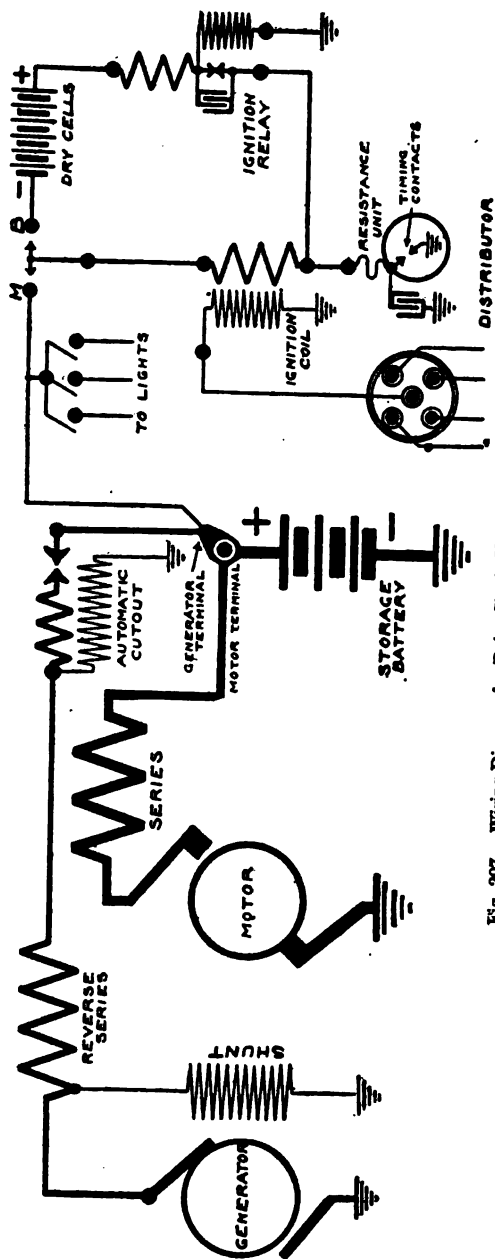 GENERATOR
SHUNT
REVERSE
SERIES
MOTOR
SERIES
AUTOMATIC
CUTOUT
GENERATOR
TERMINAL
MOTOR TERMINAL
+
-
STORAGE
BATTERY
TO LIGHTS
M
B
-
+
DRY CELLS
IGNITION
COIL
IGNITION
RELAY
RESISTANCE
UNIT
TIMING
CONTACTS
DISTRIBUTOR
Wiring